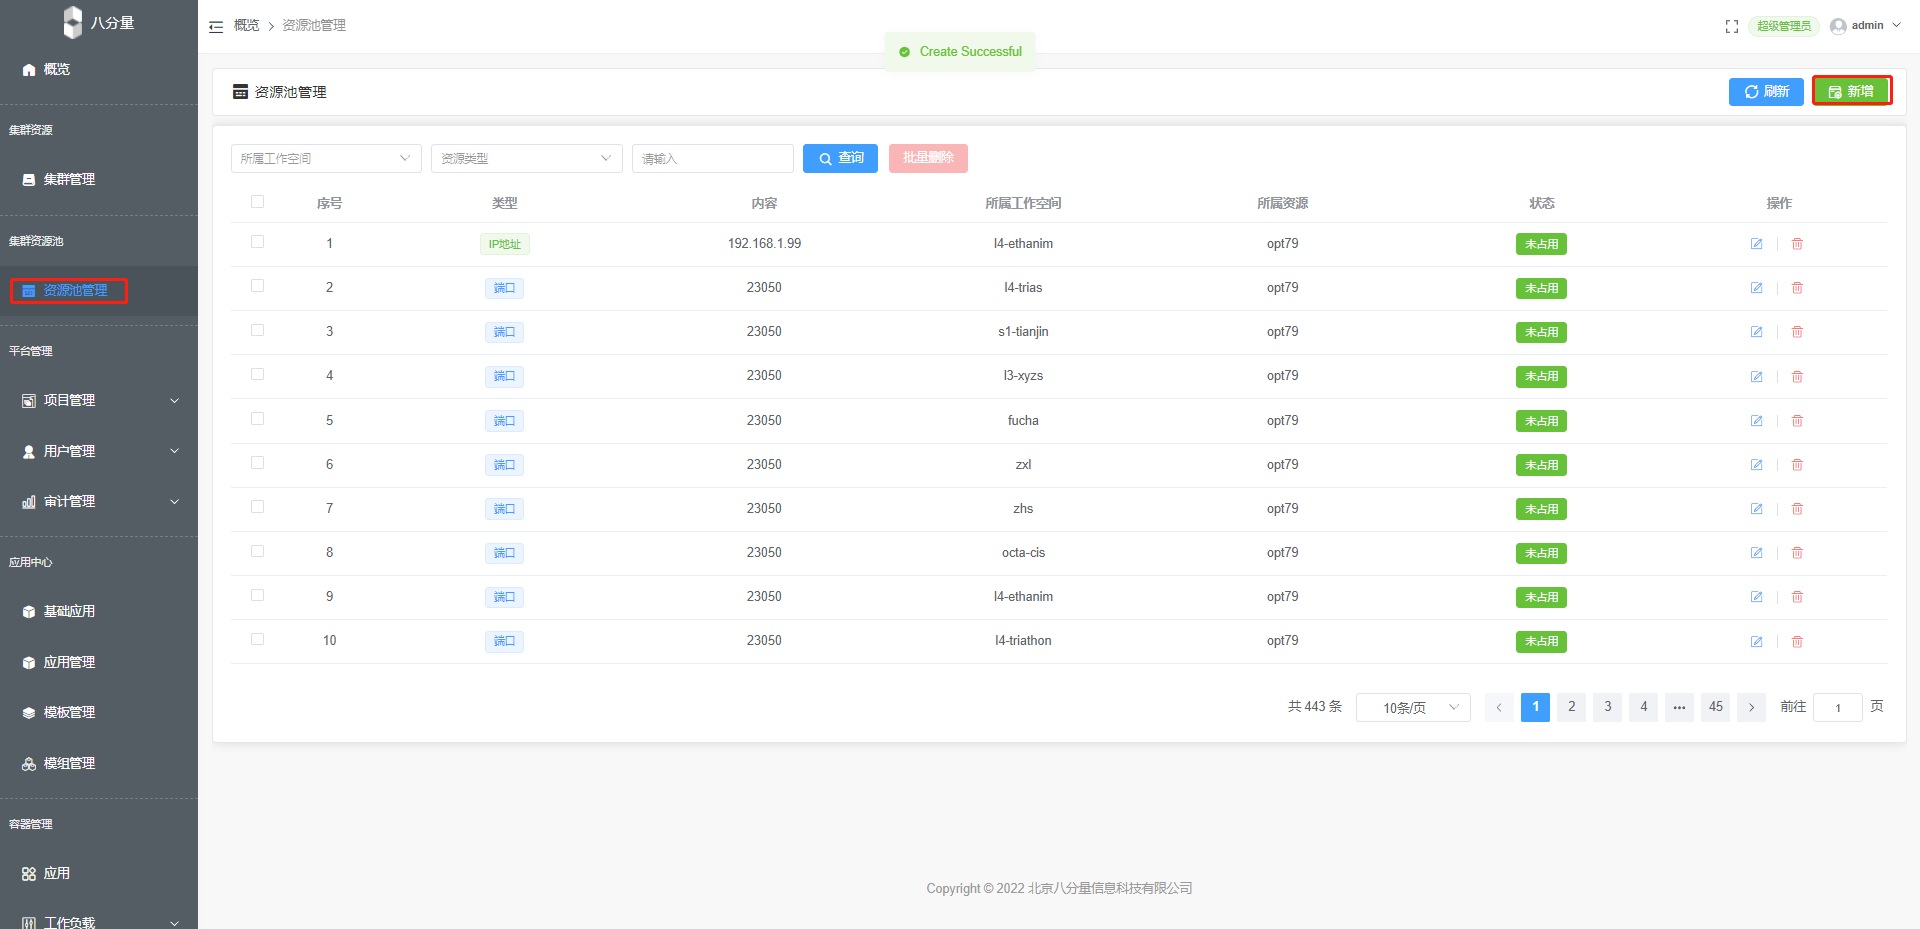 八分量
概览
集群资源
集群管理
集群资源池
资源池管理
平台管理
项目管理
用户管理
审计管理
应用中心
基础应用
应用管理
模板管理
模组管理
容器管理
应用
工作负载
概览 > 资源池管理
Create Successful
超级管理员 admin
资源池管理
刷新 新增
所属工作空间 资源类型 请输入 查询 批量删除
序号 类型 内容 所属工作空间 所属资源 状态 操作
1 IP地址 192.168.1.99 l4-ethanim opt79 未占用
2 端口 23050 l4-trias opt79 未占用
3 端口 23050 s1-tianjin opt79 未占用
4 端口 23050 l3-xyzs opt79 未占用
5 端口 23050 fucha opt79 未占用
6 端口 23050 zxl opt79 未占用
7 端口 23050 zhs opt79 未占用
8 端口 23050 octa-cis opt79 未占用
9 端口 23050 l4-ethanim opt79 未占用
10 端口 23050 l4-triathon opt79 未占用
共 443 条 10条/页 < 1 2 3 4 ••• 45 > 前往 1 页
Copyright © 2022 北京八分量信息科技有限公司